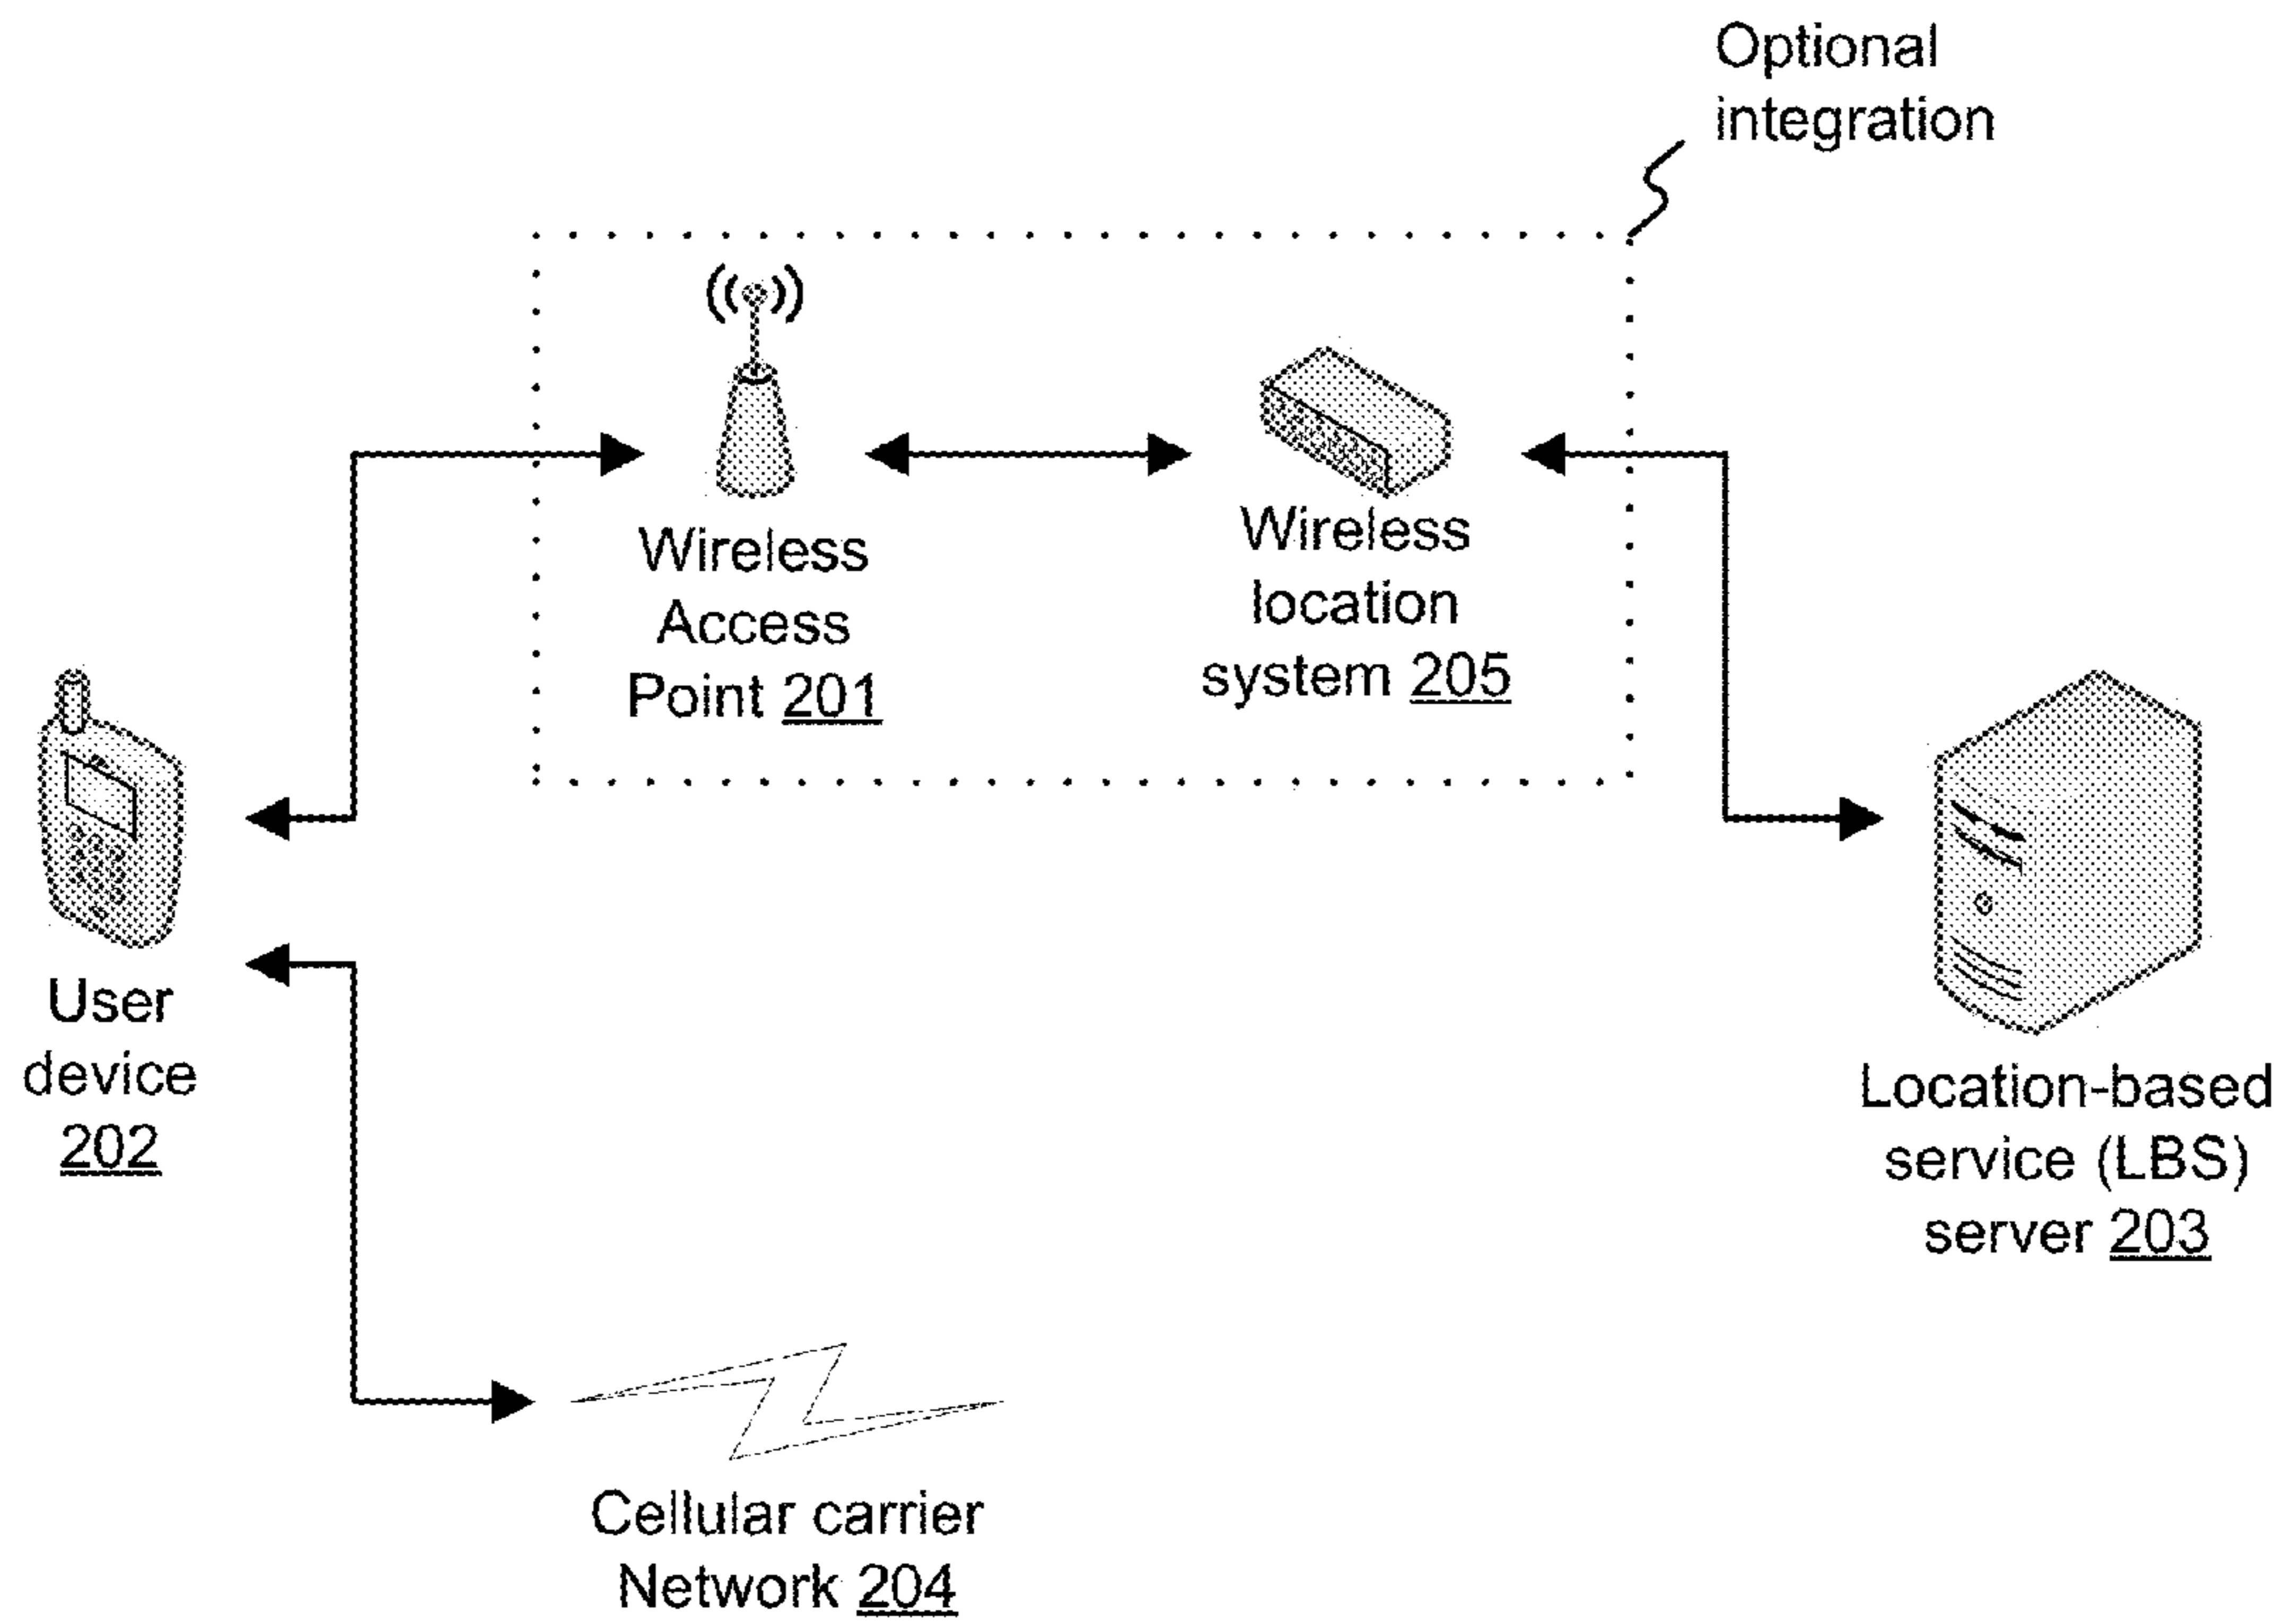 Optional
integration
Wireless
Access
Point 201
Wireless
location
system 205
User
device
202
Location-based
service (LBS)
server 203
Cellular carrier
Network 204